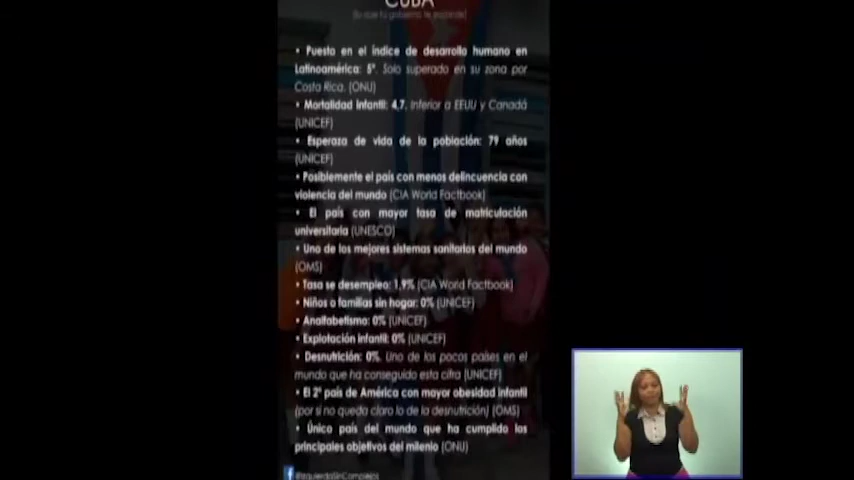 CUBA
(lo que tu gobierno te esconde)
• Puesto en el índice de desarrollo humano en
Latinoamérica: 5º. Solo superado en su zona por
Costa Rica. (ONU)
• Mortalidad infantil: 4,7. Inferior a EEUU y Canadá
(UNICEF)
• Esperaza de vida de la población: 79 años
(UNICEF)
• Posiblemente el país con menos delincuencia con
violencia del mundo (CIA World Factbook)
• El país con mayor tasa de matriculación
universitaria (UNESCO)
• Uno de los mejores sistemas sanitarios del mundo
(OMS)
• Tasa se desempleo: 1,9% (CIA World Factbook)
• Niños o familias sin hogar: 0% (UNICEF)
• Analfabetismo: 0% (UNICEF)
• Explotación infantil: 0% (UNICEF)
• Desnutrición: 0%. Uno de los pocos países en el
mundo que ha conseguido esta cifra (UNICEF)
• El 2º país de América con mayor obesidad infantil
(por si no queda claro lo de la desnutrición) (OMS)
• Único país del mundo que ha cumplido los
principales objetivos del milenio (ONU)
@IzquierdaSinComplejos